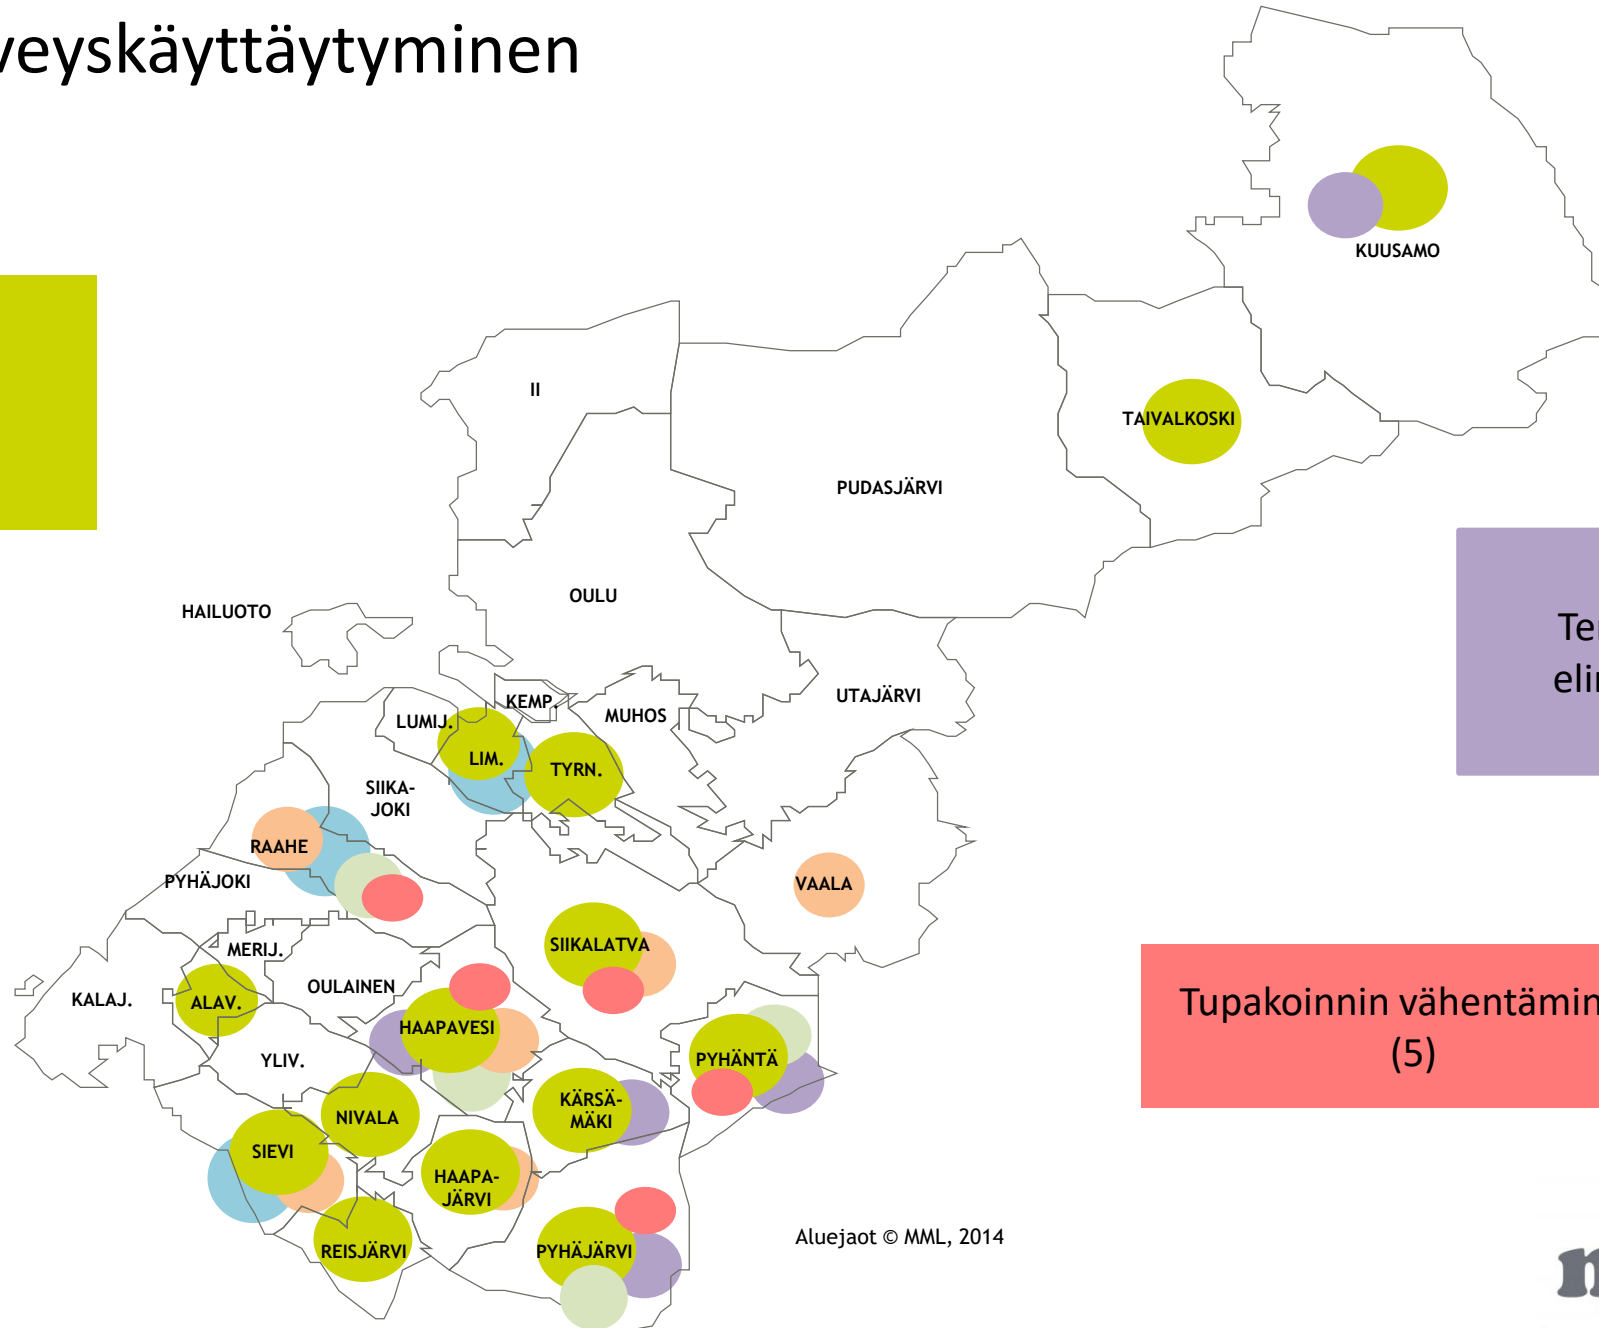 veyskäyttäytyminen
KUUSAMO
II
TAIVALKOSKI
PUDASJÄRVI
OULU
HAILUOTO
UTAJÄRVI
KEMP.
LUMIJ.
MUHOS
LIM.
TYRN.
SIIKA-
JOKI
RAAHE
PYHÄJOKI
VAALA
SIIKALATVA
MERIJ.
OULAINEN
KALAJ.
ALAV.
HAAPAVESI
YLIV.
PYHÄNTÄ
KÄRSÄ-
MÄKI
NIVALA
SIEVI
HAAPA-
JÄRVI
REISJÄRVI
PYHÄJÄRVI
elin
Tupakoinnin vähentämin
(5)
Aluejaot © MML, 2014